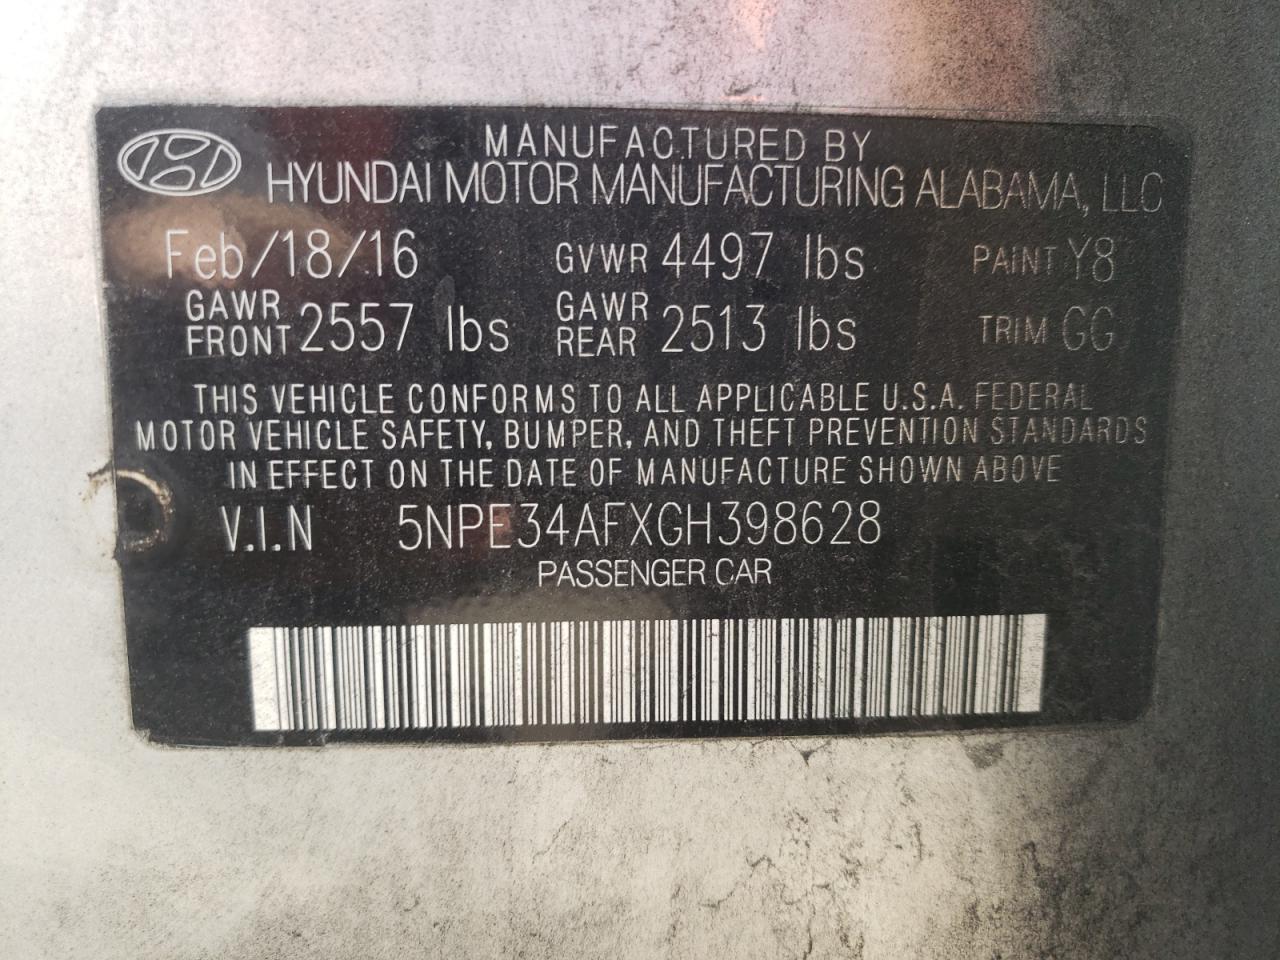 MANUFACTURED BY
HYUNDAI MOTOR MANUFACTURING ALABAMA, LLC
Feb/18/16 GVWR 4497 lbs PAINT Y8
GAWR FRONT 2557 lbs GAWR REAR 2513 lbs TRIM GG
THIS VEHICLE CONFORMS TO ALL APPLICABLE U.S.A. FEDERAL
MOTOR VEHICLE SAFETY, BUMPER, AND THEFT PREVENTION STANDARDS
IN EFFECT ON THE DATE OF MANUFACTURE SHOWN ABOVE
V.I.N 5NPE34AFXGH398628
PASSENGER CAR